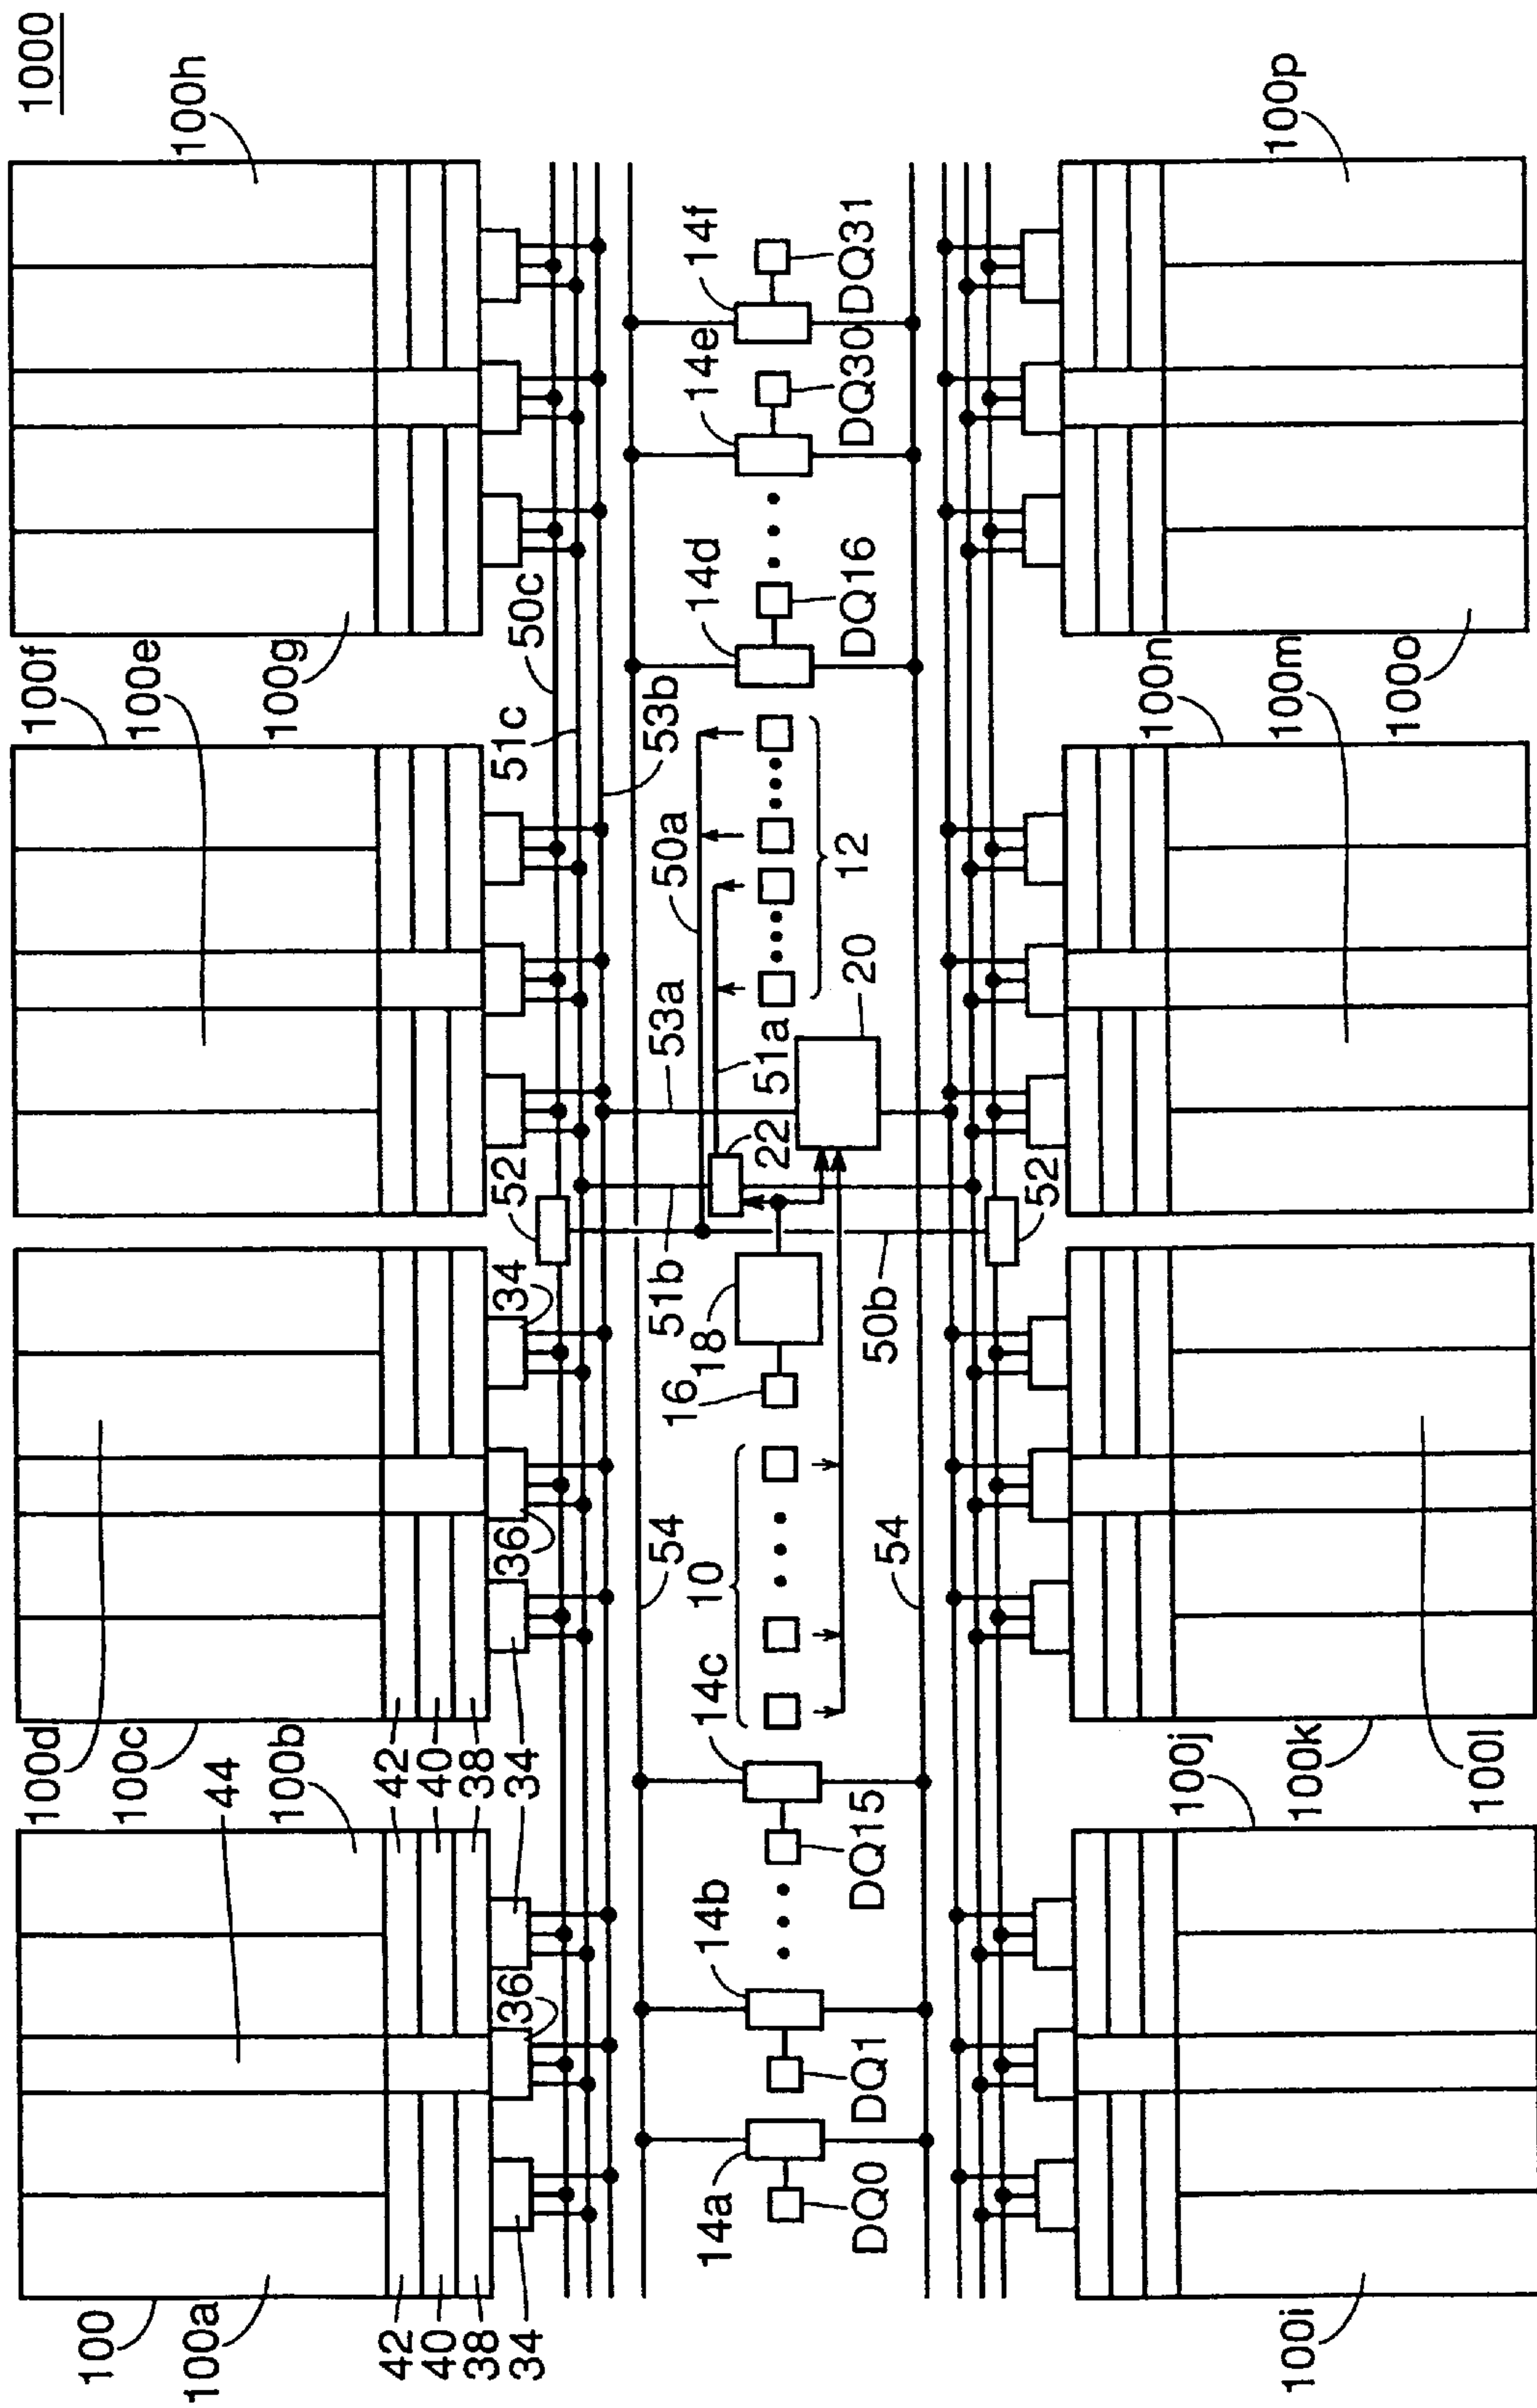 1000
100h
100f
100e
100g
50c
51c
53b
52
34
36
34
100d
100c
100b
44
42
40
38
34
36
100
100a
42
40
38
34
14f
DQ31
14e
DQ30
14d
DQ16
50a
12
53a
51a
20
22
51b
50b
18
16
54
10
54
14c
DQ15
14b
DQ1
14a
DQ0
100p
100n
100m
100o
52
100j
100k
100l
100i